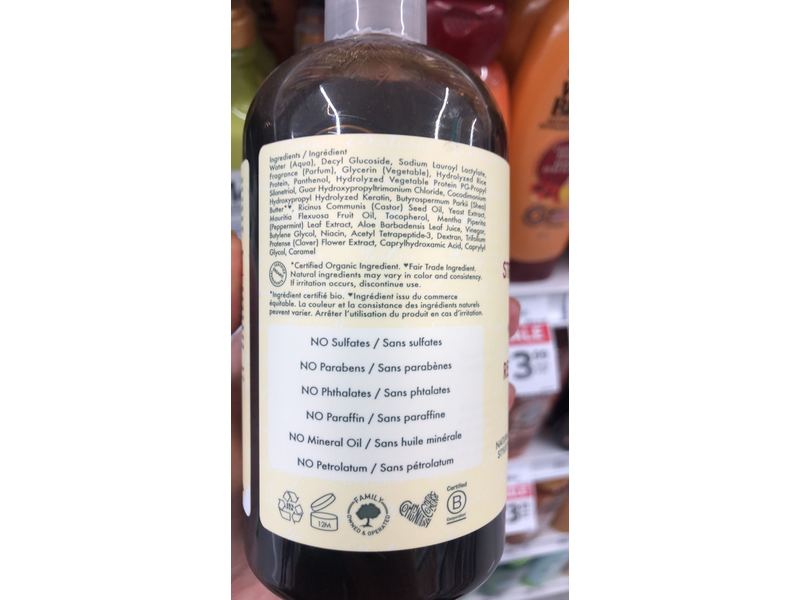 Ingredients / Ingrédient
Water (Aqua), Decyl Glucoside, Sodium Lauroyl Lactylate,
Fragrance (Parfum), Glycerin (Vegetable), Hydrolyzed Rice
Protein, Panthenol, Hydrolyzed Vegetable Protein PG-Propyl
Silanetriol, Guar Hydroxypropyltrimonium Chloride, Cocodimonium
Hydroxypropyl Hydrolyzed Keratin, Butyrospermum Parkii (Shea)
Butter*♥, Ricinus Communis (Castor) Seed Oil, Yeast Extract,
Mauritia Flexuosa Fruit Oil, Tocopherol, Mentha Piperita
(Peppermint) Leaf Extract, Aloe Barbadensis Leaf Juice, Vinegar,
Butylene Glycol, Niacin, Acetyl Tetrapeptide-3, Dextran, Trifolium
Pratense (Clover) Flower Extract, Caprylhydroxamic Acid, Caprylyl
Glycol, Caramel
*Certified Organic Ingredient. ♥Fair Trade Ingredient.
Natural ingredients may vary in color and consistency.
If irritation occurs, discontinue use.
*Ingrédient certifié bio. ♥Ingrédient issu du commerce
équitable. La couleur et la consistance des ingrédients naturels
peuvent varier. Arrêter l'utilisation du produit en cas d'irritation.
NO Sulfates / Sans sulfates
NO Parabens / Sans parabènes
NO Phthalates / Sans phtalates
NO Paraffin / Sans paraffine
NO Mineral Oil / Sans huile minérale
NO Petrolatum / Sans pétrolatum
12M
FAMILY
OWNED & OPERATED
Certified
B
Corporation
3
3